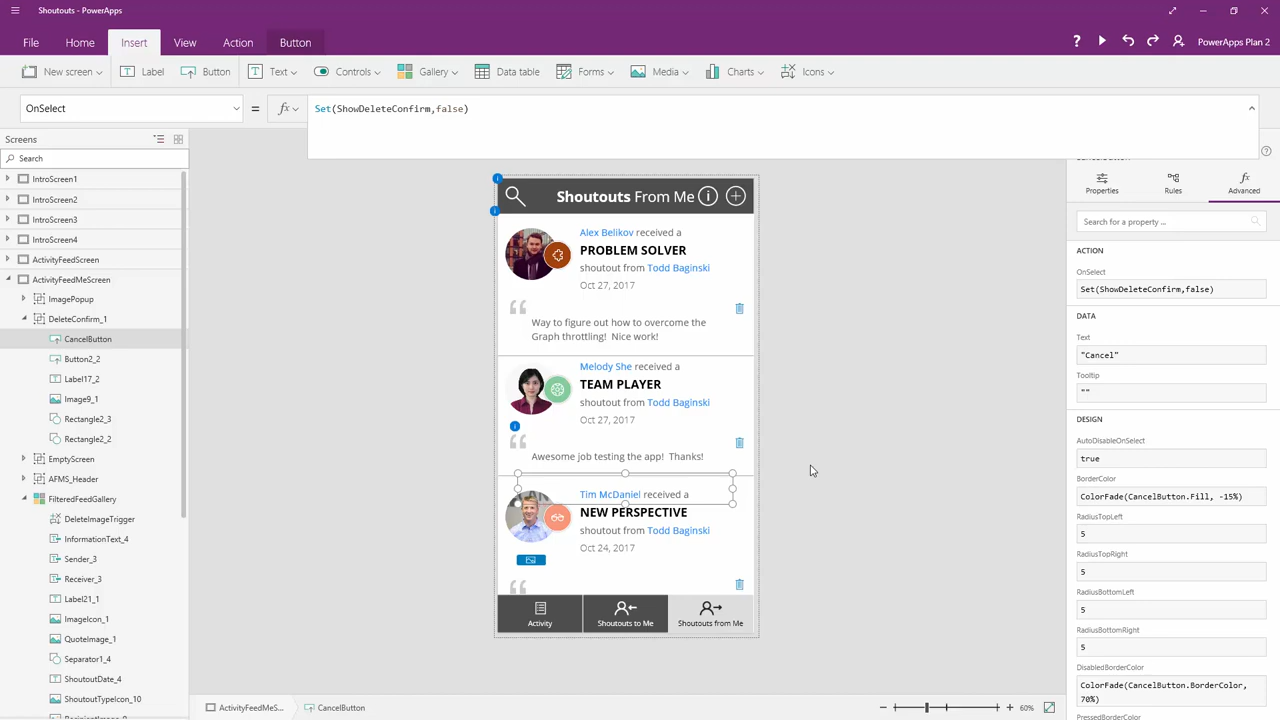 Shoutouts - PowerApps
File Home Insert View Action Button
? PowerApps Plan 2
New screen Label Button Text Controls Gallery Data table Forms Media Charts Icons
OnSelect = fx Set(ShowDeleteConfirm,false)
Screens
Search
IntroScreen1
IntroScreen2
IntroScreen3
IntroScreen4
ActivityFeedScreen
ActivityFeedMeScreen
ImagePopup
DeleteConfirm_1
CancelButton
Button2_2
Label17_2
Image9_1
Rectangle2_3
Rectangle2_2
EmptyScreen
AFMS_Header
FilteredFeedGallery
DeleteImageTrigger
InformationText_4
Sender_3
Receiver_3
Label21_1
ImageIcon_1
QuoteImage_1
Separator1_4
ShoutoutDate_4
ShoutoutTypeIcon_10
Shoutouts From Me
Alex Belikov received a
PROBLEM SOLVER
shoutout from Todd Baginski
Oct 27, 2017
Way to figure out how to overcome the
Graph throttling! Nice work!
Melody She received a
TEAM PLAYER
shoutout from Todd Baginski
Oct 27, 2017
Awesome job testing the app! Thanks!
Tim McDaniel received a
NEW PERSPECTIVE
shoutout from Todd Baginski
Oct 24, 2017
Activity Shoutouts to Me Shoutouts from Me
ActivityFeedMeS... CancelButton
60%
Properties Rules Advanced
Search for a property ...
ACTION
OnSelect
Set(ShowDeleteConfirm,false)
DATA
Text
"Cancel"
Tooltip
""
DESIGN
AutoDisableOnSelect
true
BorderColor
ColorFade(CancelButton.Fill, -15%)
RadiusTopLeft
5
RadiusTopRight
5
RadiusBottomLeft
5
RadiusBottomRight
5
DisabledBorderColor
ColorFade(CancelButton.BorderColor,
70%)
PressedBorderColor